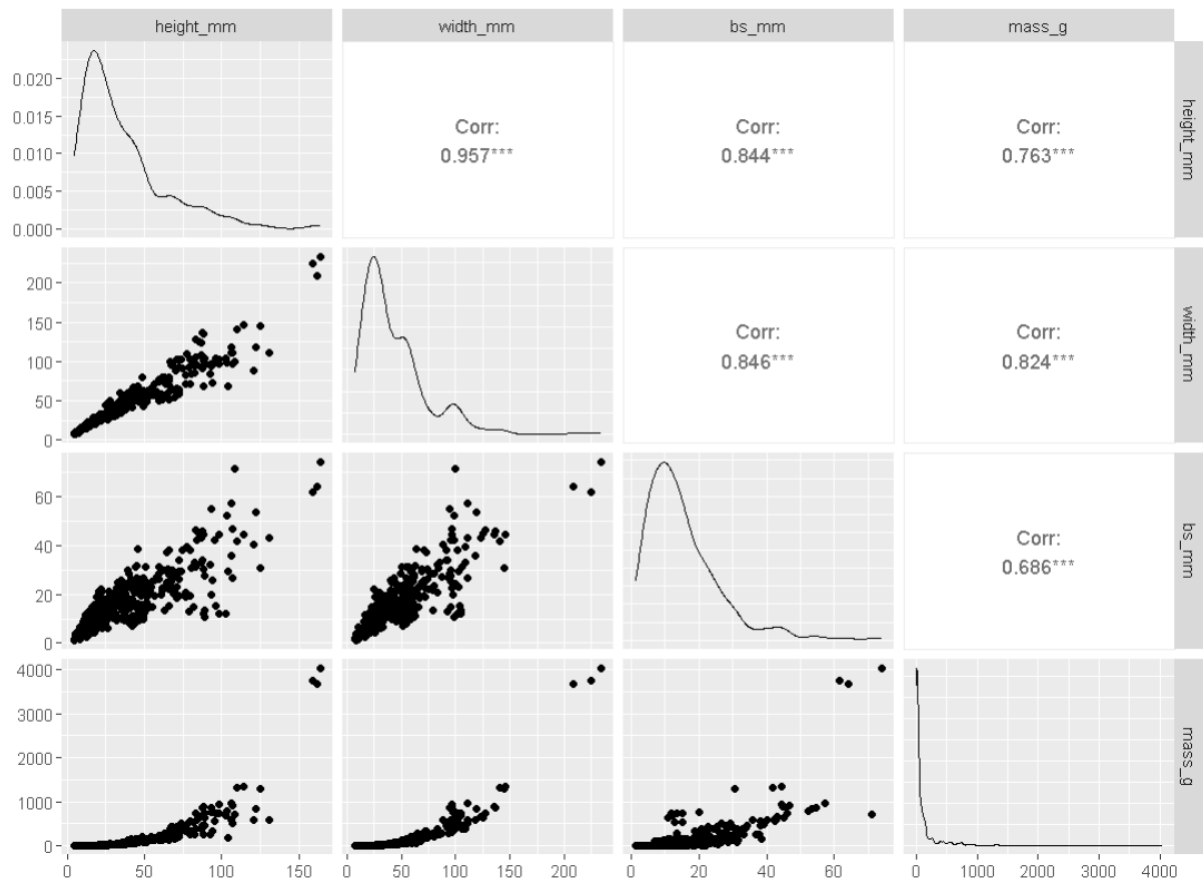 height_mm width_mm bs_mm mass_g
0.020
0.015
0.010
0.005
0.000
Corr:
0.957***
Corr:
0.844***
Corr:
0.763***
height_mm
200
150
100
50
0
Corr:
0.846***
Corr:
0.824***
width_mm
60
40
20
0
Corr:
0.686***
bs_mm
4000
3000
2000
1000
0
mass_g
0 50 100 150 0 50 100 150 200 0 20 40 60 0 1000 2000 3000 4000